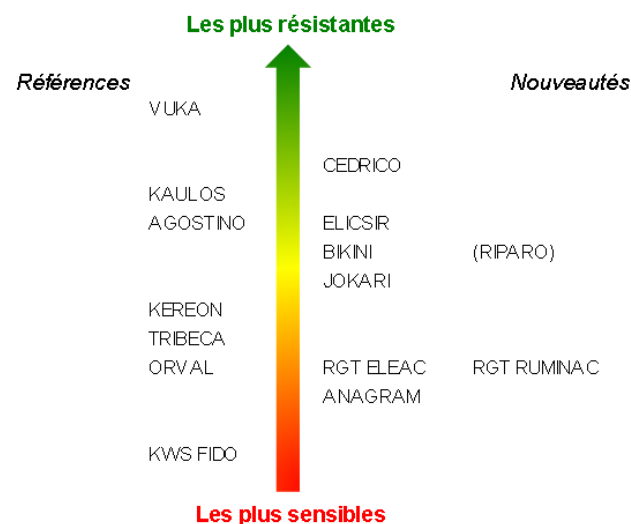 Les plus résistantes
Références Nouveautés
VUKA
CEDRICO
KAULOS
AGOSTINO ELICSIR
BIKINI (RIPARO)
JOKARI
KEREON
TRIBECA
ORVAL RGT ELEAC RGT RUMINAC
ANAGRAM
KWS FIDO
Les plus sensibles